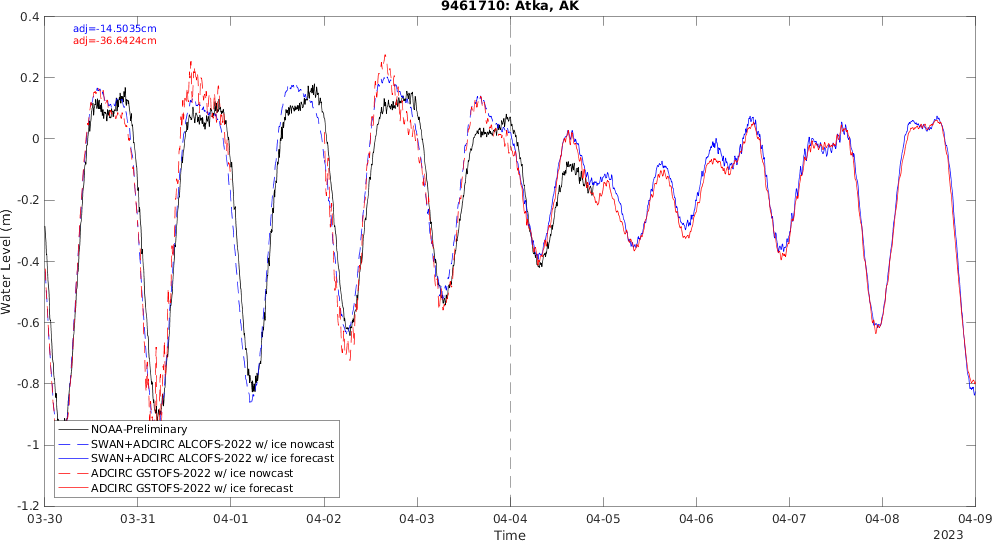 9461710: Atka, AK
adj=-14.5035cm
adj=-36.6424cm
0.4
0.2
0
-0.2
-0.4
-0.6
-0.8
-1
-1.2
Water Level (m)
NOAA-Preliminary
SWAN+ADCIRC ALCOFS-2022 w/ ice nowcast
SWAN+ADCIRC ALCOFS-2022 w/ ice forecast
ADCIRC GSTOFS-2022 w/ ice nowcast
ADCIRC GSTOFS-2022 w/ ice forecast
03-30 03-31 04-01 04-02 04-03 04-04 04-05 04-06 04-07 04-08 04-09
Time
2023